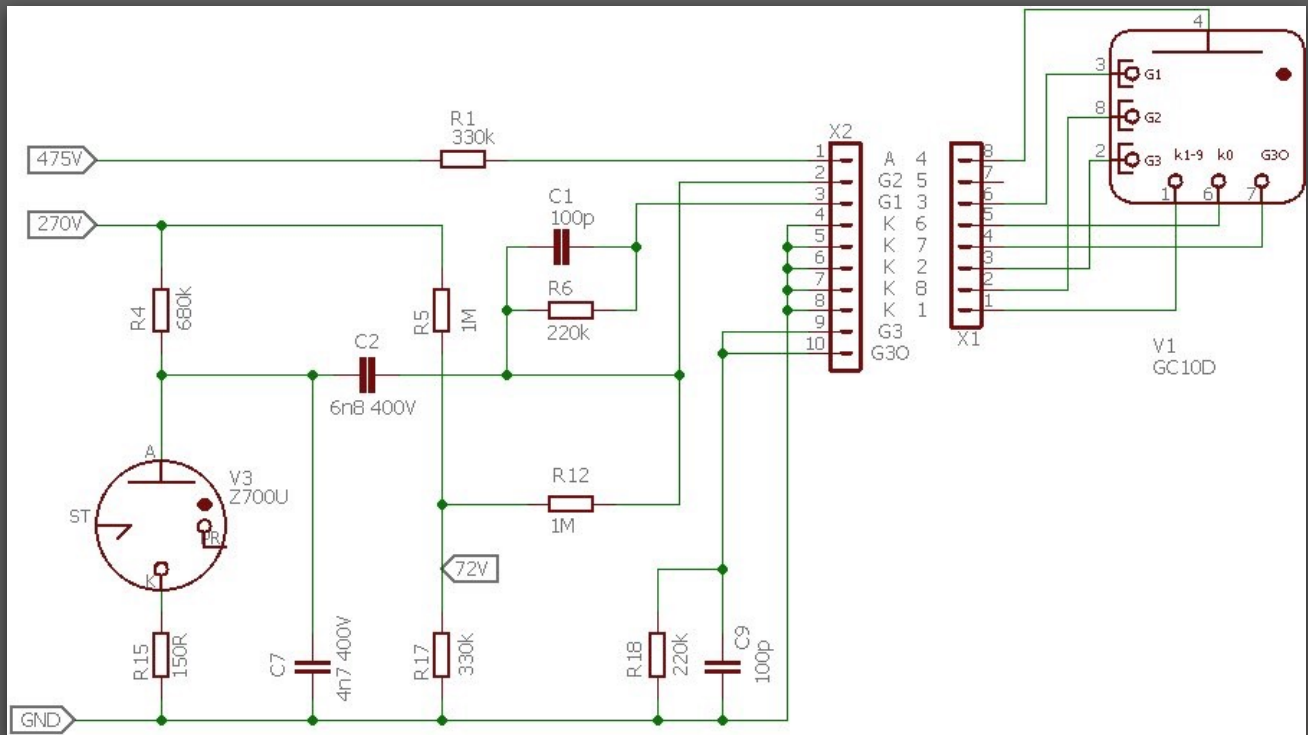 4
3 G1
8 G2
2 G3 k1-9 k0 G3O
1 6 7
V1
GC10D
R1
330k
475V
270V
C1
100p
R6
220k
R4
680k
R5
1M
C2
6n8 400V
X2
1 A 4 8
2 G2 5 7
3 G1 3 6
4 K 6 5
5 K 7 4
6 K 2 3
7 K 8 2
8 K 1 1
9 G3
10 G3O
X1
A
V3
Z700U
ST
PR
K
R12
1M
72V
R15
150R
C7
4n7 400V
R17
330k
R18
220k
C9
100p
GND